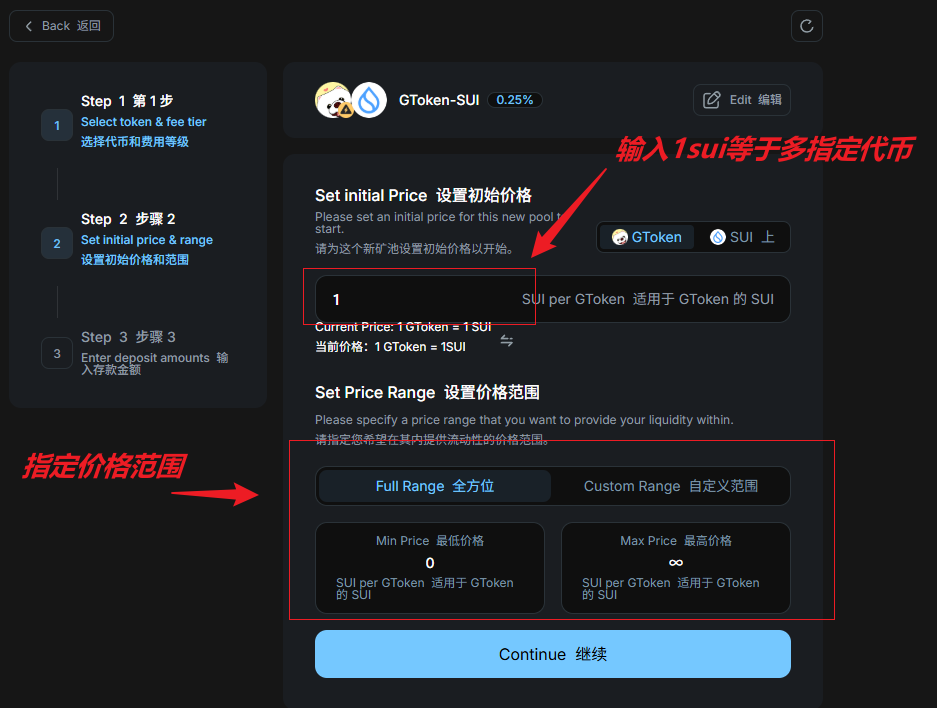 Back 返回
Step 1 第 1 步
1
Select token & fee tier
选择代币和费用等级
Step 2 步骤 2
2
Set initial price & range
设置初始价格和范围
Step 3 步骤 3
3
Enter deposit amounts 输
入存款金额
GToken-SUI 0.25%
Edit 编辑
输入1sui等于多指定代币
Set initial Price 设置初始价格
Please set an initial price for this new pool t
start.
请为这个新矿池设置初始价格以开始。
GToken
SUI 上
1
SUI per GToken 适用于 GToken 的 SUI
Current Price: 1 GToken = 1 SUI
当前价格：1 GToken = 1SUI
Set Price Range 设置价格范围
Please specify a price range that you want to provide your liquidity within.
请指定您希望在其内提供流动性的价格范围。
指定价格范围
Full Range 全方位
Custom Range 自定义范围
Min Price 最低价格
0
SUI per GToken 适用于 GToken
的 SUI
Max Price 最高价格
∞
SUI per GToken 适用于 GToken
的 SUI
Continue 继续